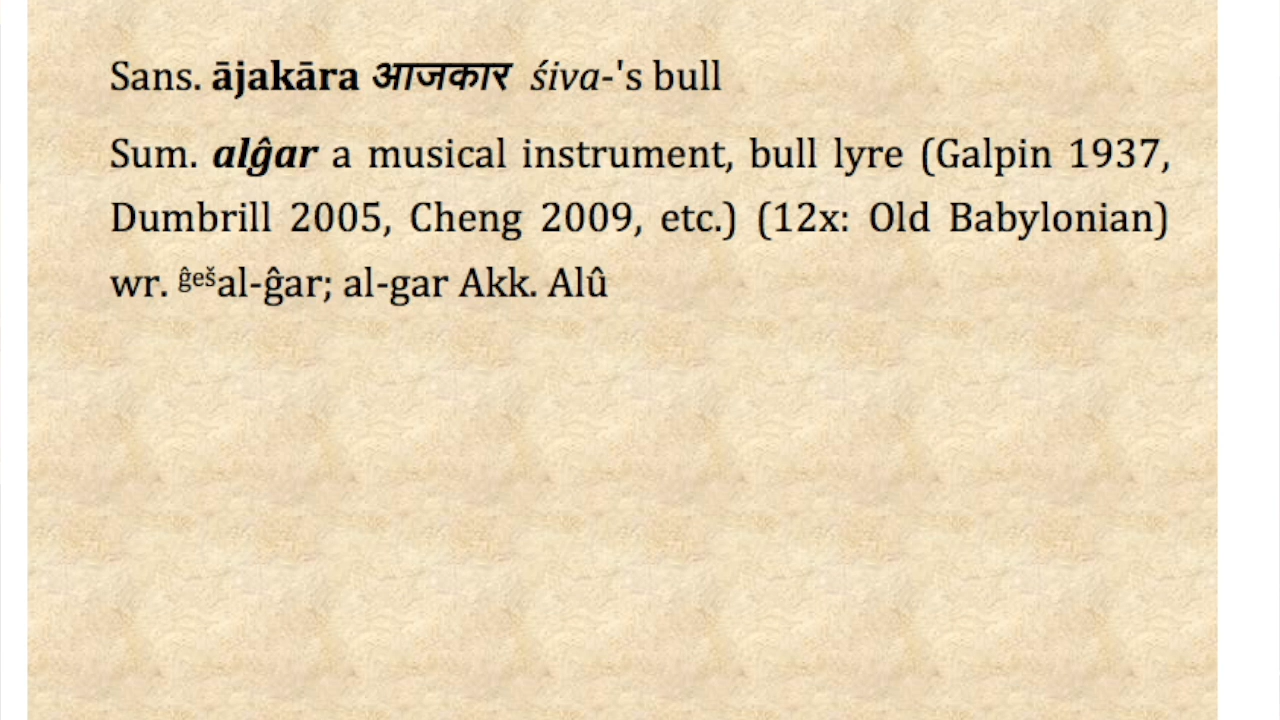 Sans. ājakāra आजकार śiva-'s bull
Sum. alĝar a musical instrument, bull lyre (Galpin 1937,
Dumbrill 2005, Cheng 2009, etc.) (12x: Old Babylonian)
wr. ĝešal-ĝar; al-gar Akk. Alû